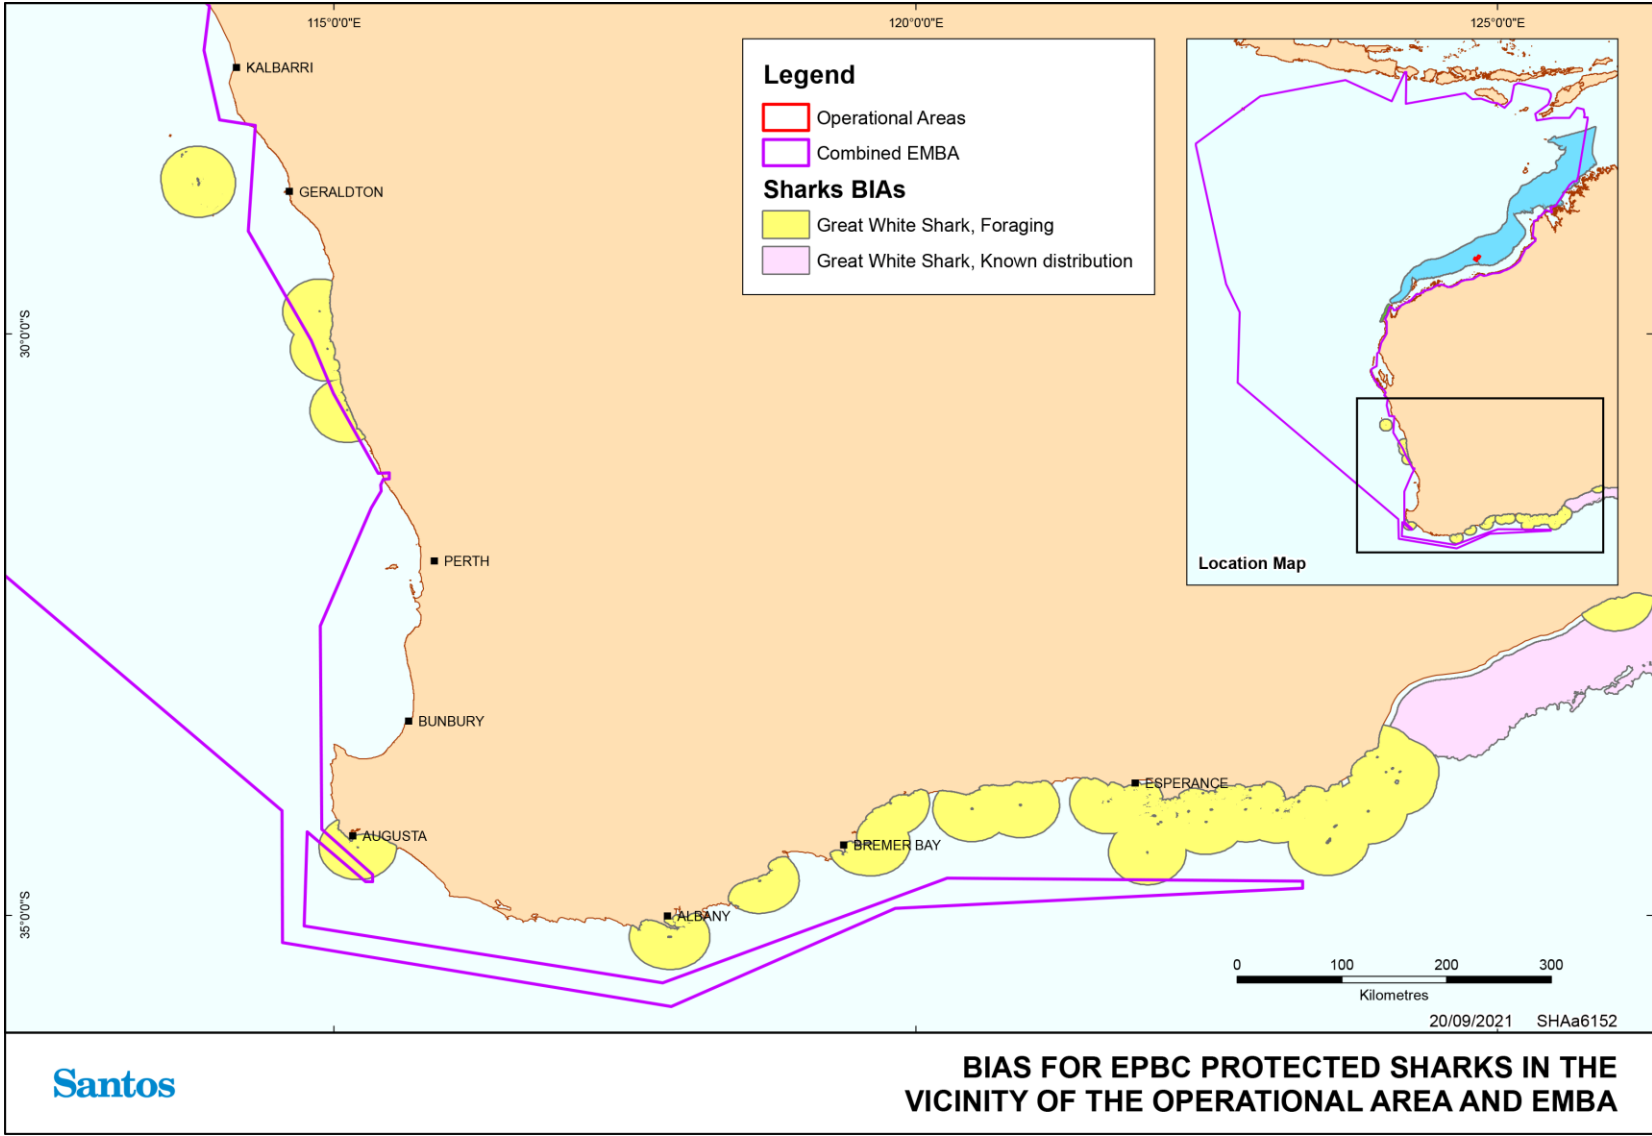 115°0'0"E
120°0'0"E
125°0'0"E
KALBARRI
GERALDTON
Legend
Operational Areas
Combined EMBA
Sharks BIAs
Great White Shark, Foraging
Great White Shark, Known distribution
Location Map
30°0'0"S
PERTH
BUNBURY
AUGUSTA
ESPERANCE
BREMER BAY
ALBANY
35°0'0"S
0 100 200 300
Kilometres
20/09/2021 SHAa6152
Santos
BIAS FOR EPBC PROTECTED SHARKS IN THE
VICINITY OF THE OPERATIONAL AREA AND EMBA